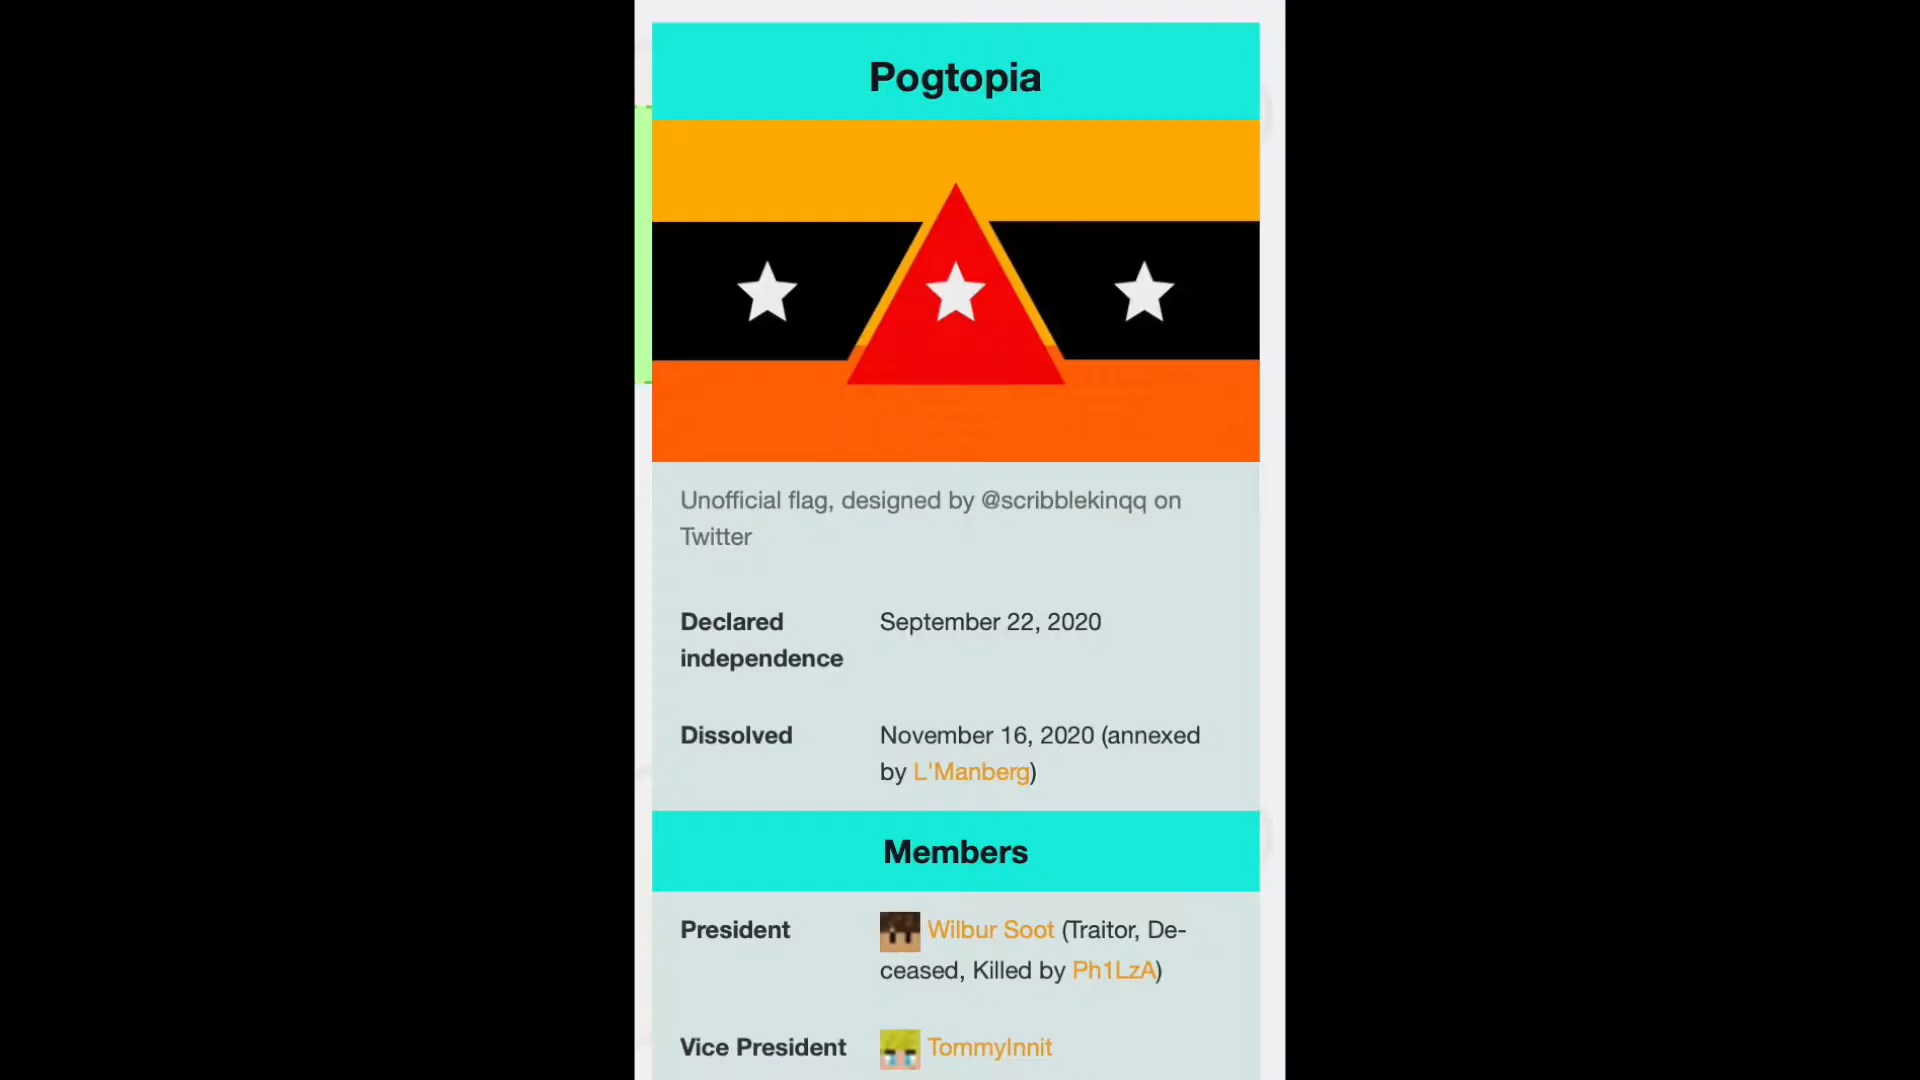 Pogtopia
Unofficial flag, designed by @scribblekinqq on
Twitter
Declared
independence
September 22, 2020
Dissolved
November 16, 2020 (annexed
by L'Manberg)
Members
President
Wilbur Soot (Traitor, De-
ceased, Killed by Ph1LzA)
Vice President
TommyInnit